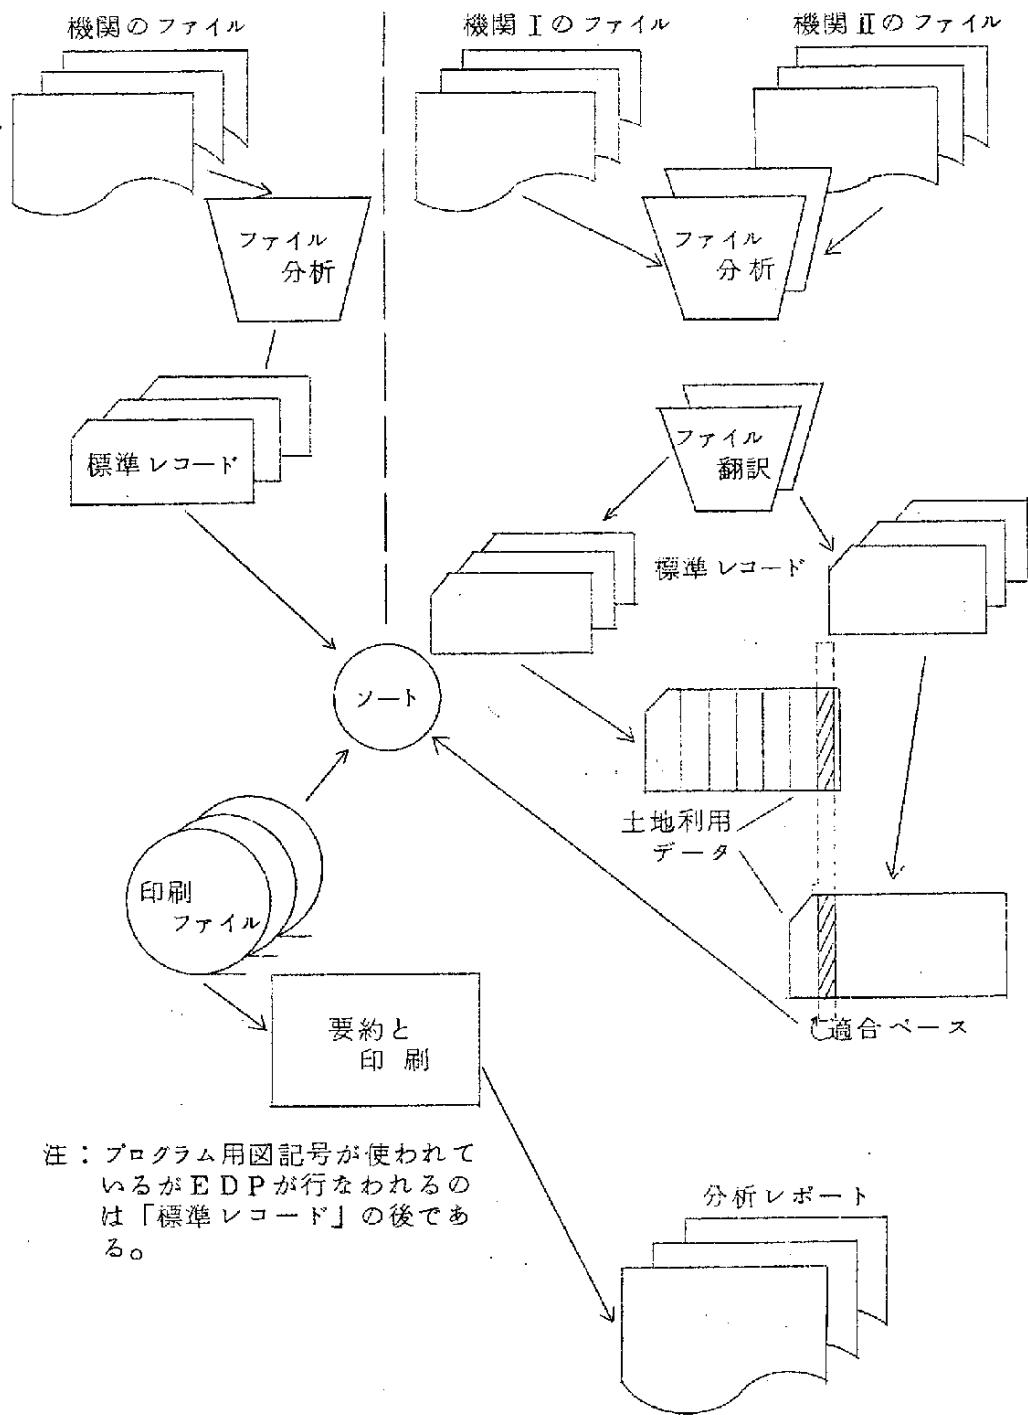 機関のファイル
機関Ⅰのファイル
機関Ⅱのファイル
ファイル
分析
ファイル
分析
標準レコード
ファイル
翻訳
標準レコード
ソート
土地利用
データ
印刷
ファイル
適合ベース
要約と
印刷
注：プログラム用図記号が使われて
いるがEDPが行なわれるの
は「標準レコード」の後であ
る。
分析レポート